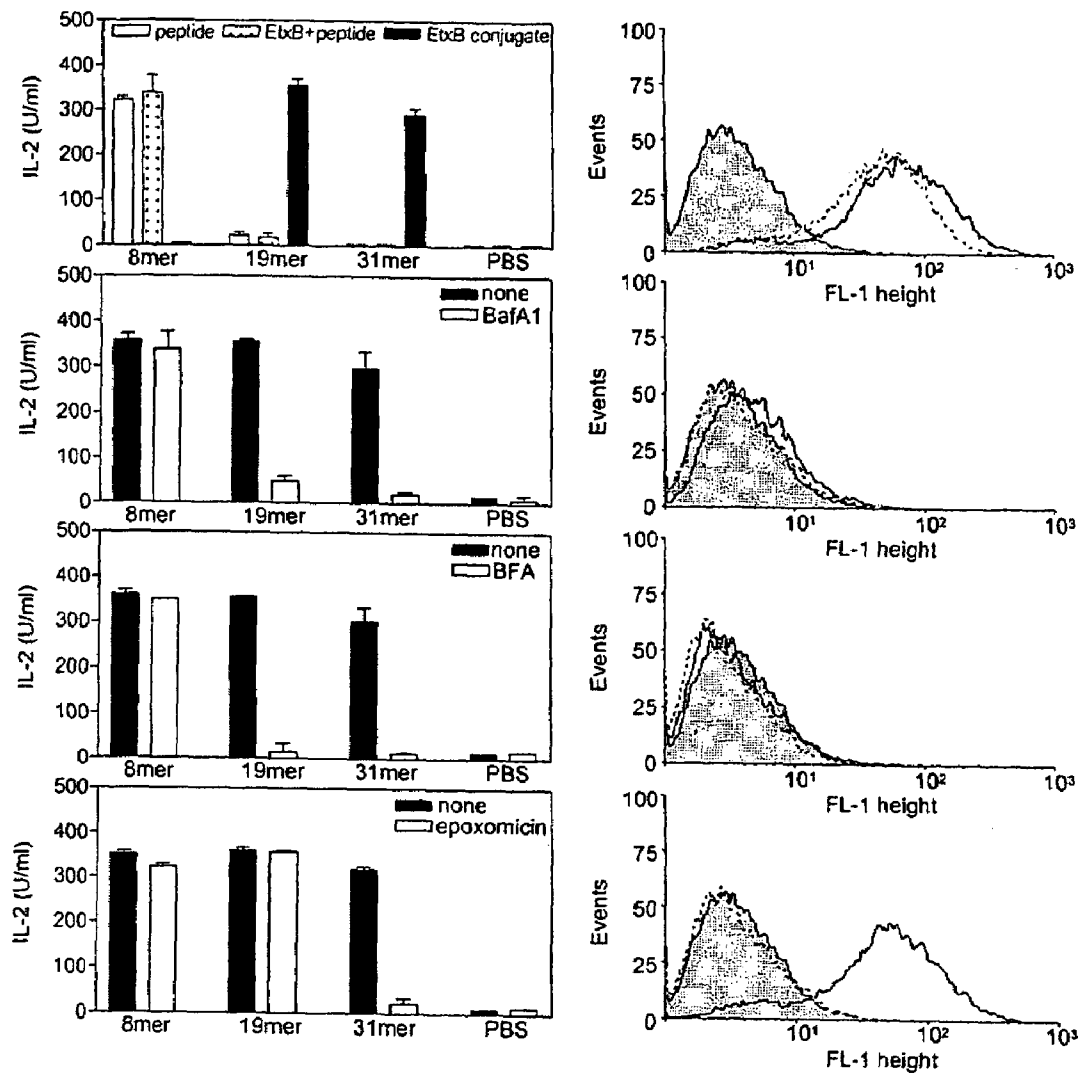 500
400
300
200
100
0
IL-2 (U/ml)
peptide EtxB+peptide EtxB conjugate
8mer 19mer 31mer PBS
100
75
50
25
0
Events
10¹ 10² 10³
FL-1 height
500
400
300
200
100
0
IL-2 (U/ml)
none
BafA1
8mer 19mer 31mer PBS
100
75
50
25
0
Events
10¹ 10² 10³
FL-1 height
500
400
300
200
100
0
IL-2 (U/ml)
none
BFA
8mer 19mer 31mer PBS
100
75
50
25
0
Events
10¹ 10² 10³
FL-1 height
500
400
300
200
100
0
IL-2 (U/ml)
none
epoxomicin
8mer 19mer 31mer PBS
100
75
50
25
0
Events
10¹ 10² 10³
FL-1 height